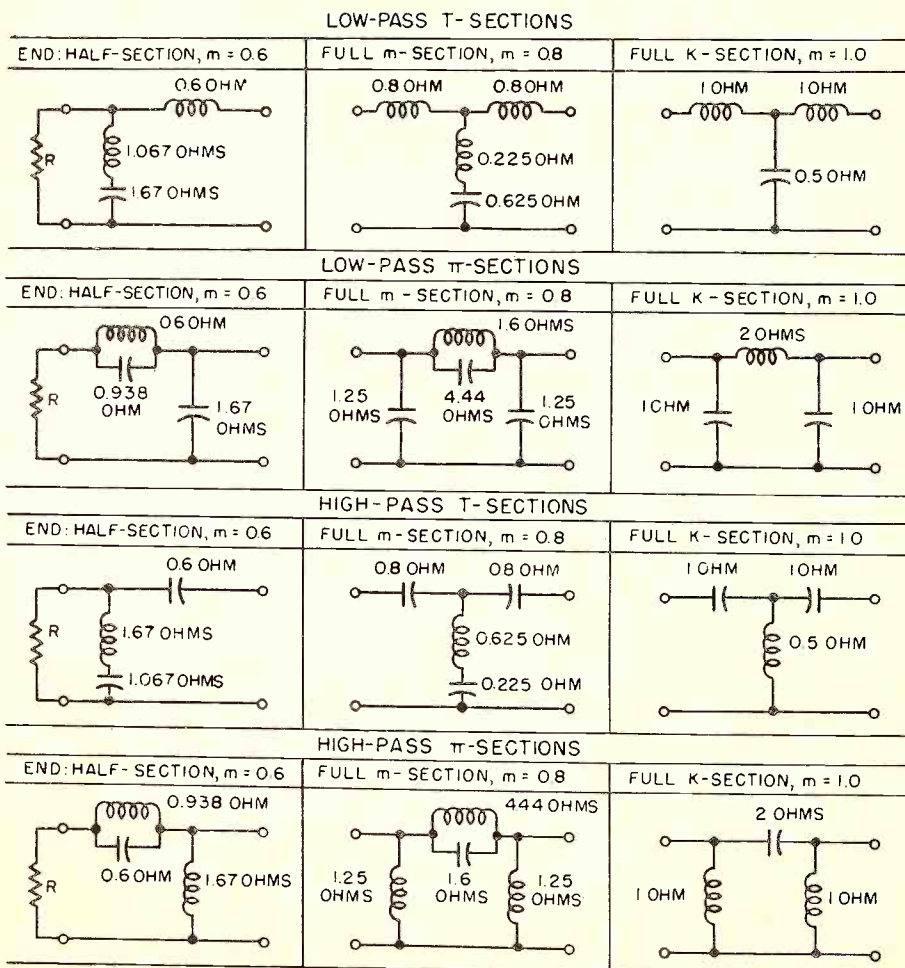 LOW-PASS T-SECTIONS
END: HALF-SECTION, m = 0.6
FULL m-SECTION, m = 0.8
FULL K-SECTION, m = 1.0
0.6 OHM
R
1.067 OHMS
1.67 OHMS
0.8 OHM 0.8 OHM
0.225 OHM
0.625 OHM
1 OHM 1 OHM
0.5 OHM
LOW-PASS π-SECTIONS
END: HALF-SECTION, m = 0.6
FULL m - SECTION, m = 0.8
FULL K - SECTION, m = 1.0
0.6 OHM
R
0.938
OHM
1.67
OHMS
1.6 OHMS
1.25
OHMS
4.44
OHMS
1.25
OHMS
2 OHMS
1 OHM
1 OHM
HIGH-PASS T-SECTIONS
END: HALF-SECTION, m = 0.6
FULL m-SECTION, m = 0.8
FULL K-SECTION, m = 1.0
0.6 OHM
R
1.67 OHMS
1.067 OHMS
0.8 OHM 0.8 OHM
0.625 OHM
0.225 OHM
1 OHM 1 OHM
0.5 OHM
HIGH-PASS π-SECTIONS
END: HALF-SECTION, m = 0.6
FULL m-SECTION, m = 0.8
FULL K-SECTION, m = 1.0
0.938 OHM
R
0.6 OHM
1.67 OHMS
444 OHMS
1.25
OHMS
1.6
OHMS
1.25
OHMS
2 OHMS
1 OHM
1 OHM